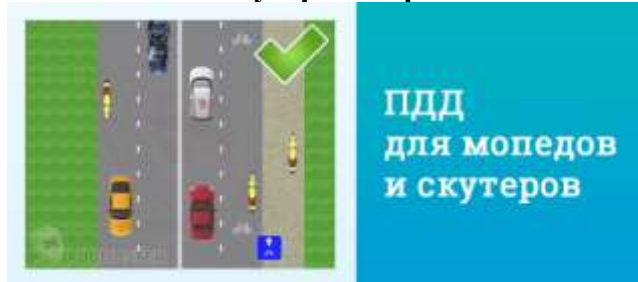 ПДД
для мопедов
и скутеров